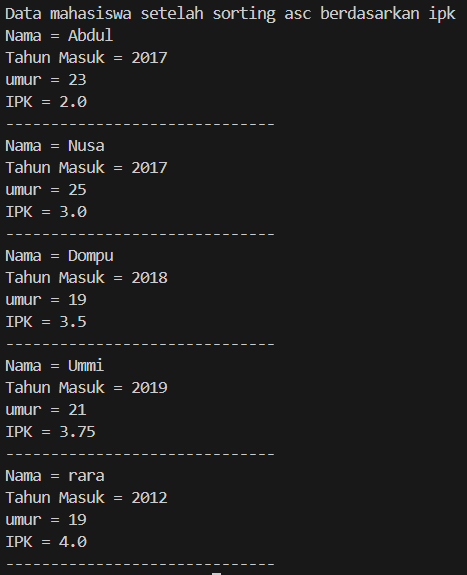 Data mahasiswa setelah sorting asc berdasarkan ipk
Nama = Abdul
Tahun Masuk = 2017
umur = 23
IPK = 2.0
------------------------------
Nama = Nusa
Tahun Masuk = 2017
umur = 25
IPK = 3.0
------------------------------
Nama = Dompu
Tahun Masuk = 2018
umur = 19
IPK = 3.5
------------------------------
Nama = Ummi
Tahun Masuk = 2019
umur = 21
IPK = 3.75
------------------------------
Nama = rara
Tahun Masuk = 2012
umur = 19
IPK = 4.0
------------------------------